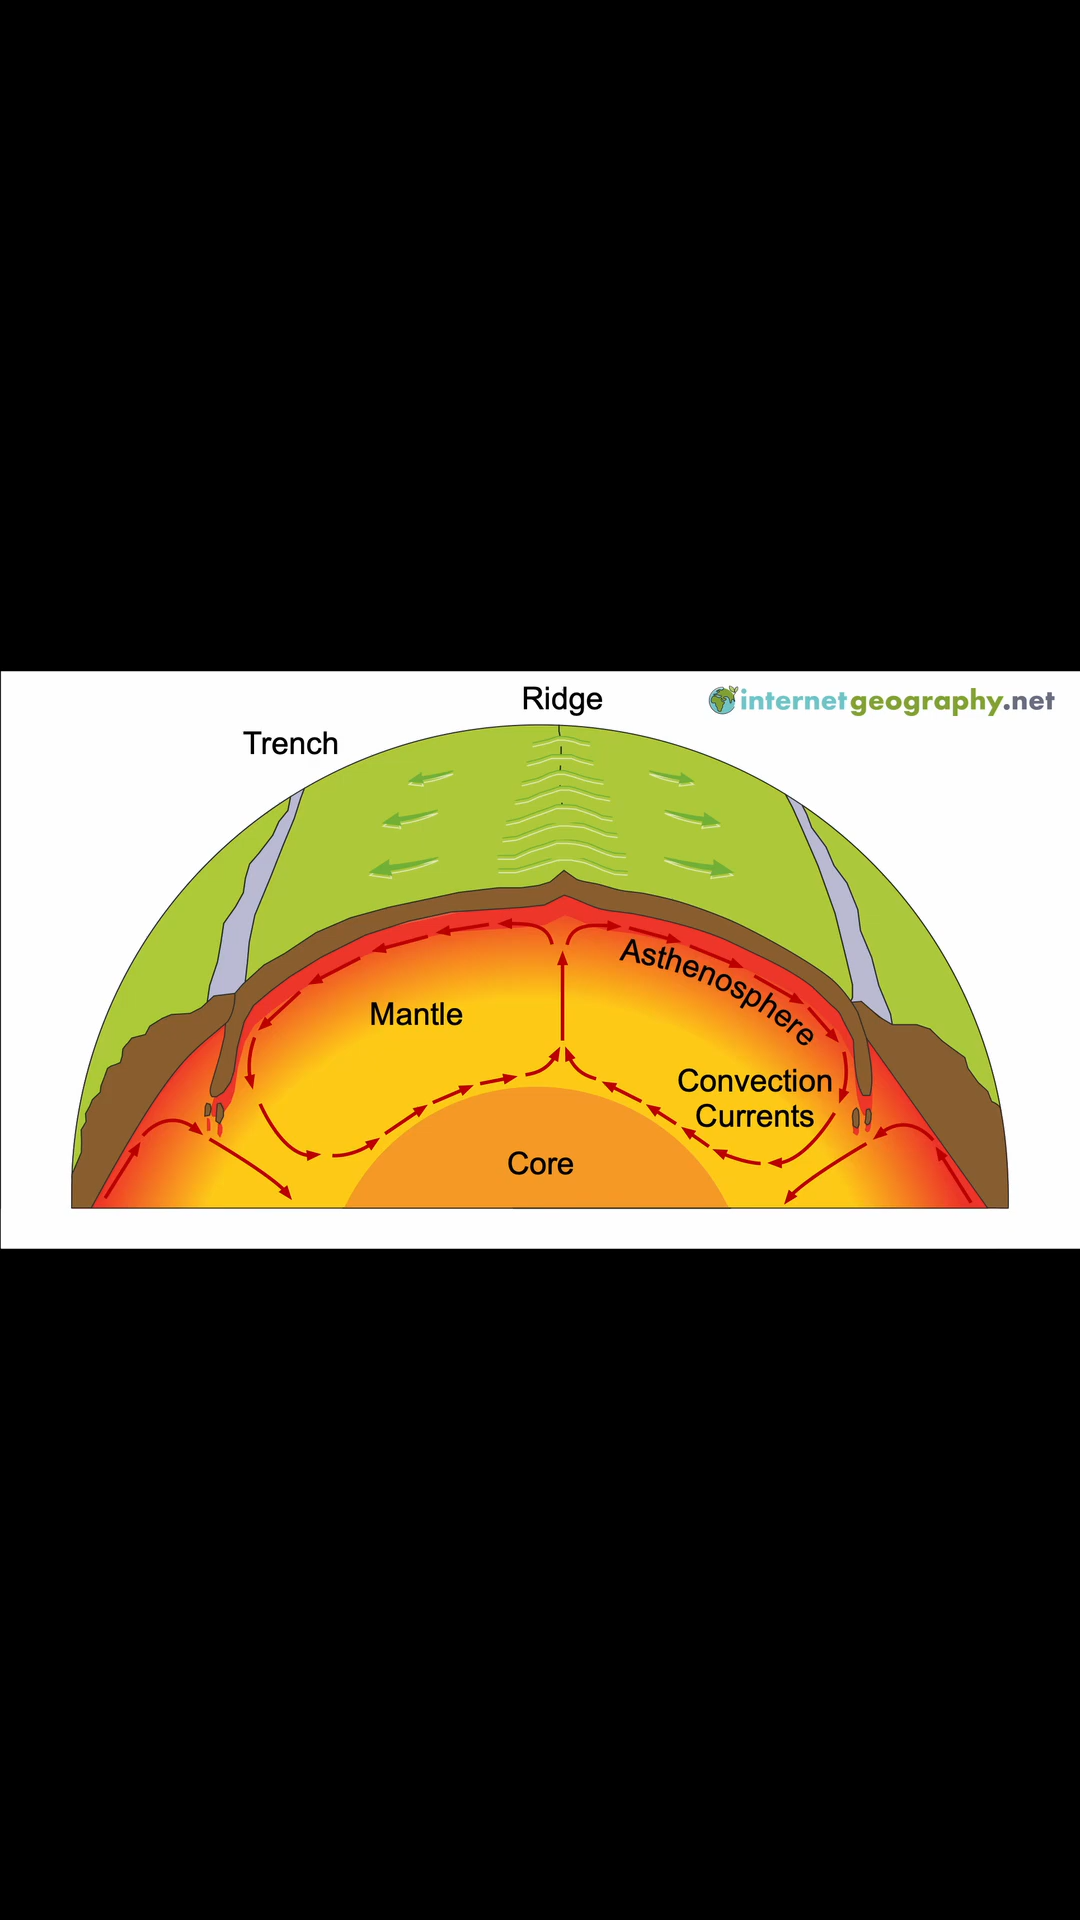 Ridge
internetgeography.net
Trench
Asthenosphere
Mantle
Convection
Currents
Core